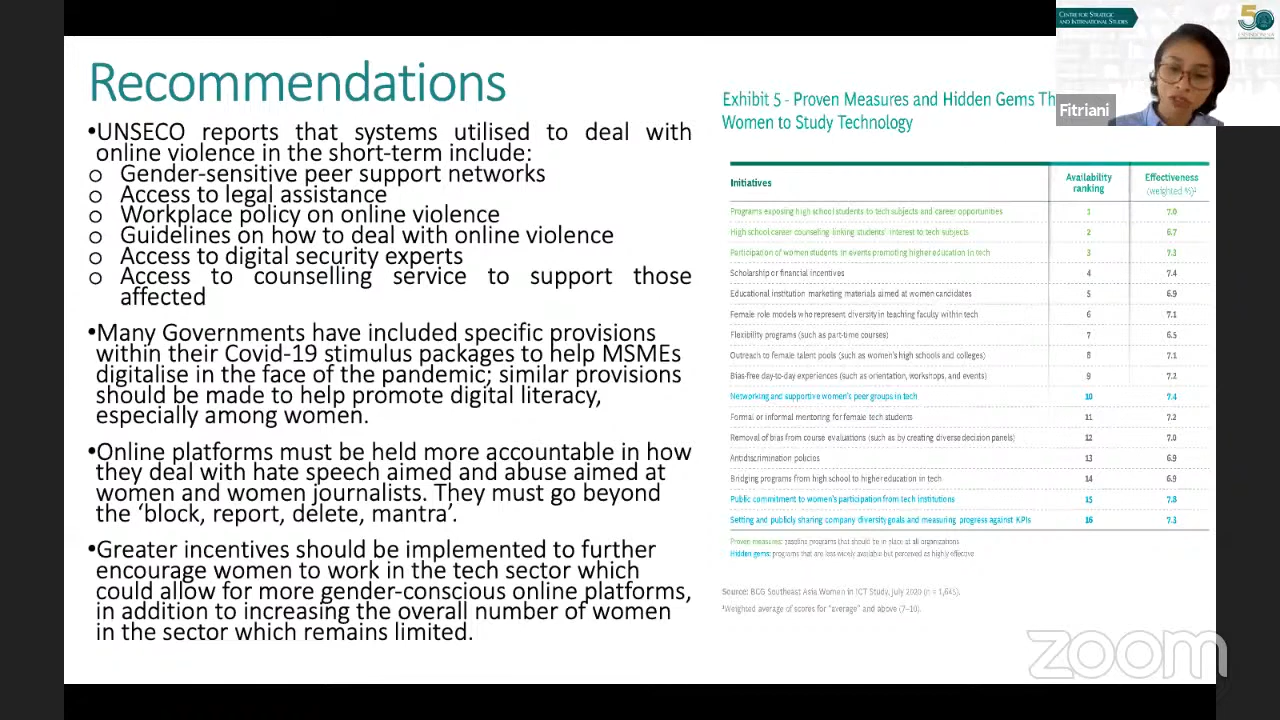 Recommendations
•UNSECO reports that systems utilised to deal with
online violence in the short-term include:
o Gender-sensitive peer support networks
o Access to legal assistance
o Workplace policy on online violence
o Guidelines on how to deal with online violence
o Access to digital security experts
o Access to counselling service to support those
affected
•Many Governments have included specific provisions
within their Covid-19 stimulus packages to help MSMEs
digitalise in the face of the pandemic; similar provisions
should be made to help promote digital literacy,
especially among women.
•Online platforms must be held more accountable in how
they deal with hate speech aimed and abuse aimed at
women and women journalists. They must go beyond
the ‘block, report, delete, mantra’.
•Greater incentives should be implemented to further
encourage women to work in the tech sector which
could allow for more gender-conscious online platforms,
in addition to increasing the overall number of women
in the sector which remains limited.
Exhibit 5 - Proven Measures and Hidden Gems Th
Women to Study Technology
Initiatives Availability ranking Effectiveness (weighted %)¹
Programs exposing high school students to tech subjects and career opportunities 1 7.0
High school career counseling linking students' interest to tech subjects 2 6.7
Participation of women students in events promoting higher education in tech 3 7.3
Scholarship or financial incentives 4 7.4
Educational institution marketing materials aimed at women candidates 5 6.9
Female role models who represent diversity in teaching faculty within tech 6 7.1
Flexibility programs (such as part-time courses) 7 6.5
Outreach to female talent pools (such as women's high schools and colleges) 8 7.1
Bias-free day-to-day experiences (such as orientation, workshops, and events) 9 7.2
Networking and supportive women's peer groups in tech 10 7.4
Formal or informal mentoring for female tech students 11 7.2
Removal of bias from course evaluations (such as by creating diverse decision panels) 12 7.0
Antidiscrimination policies 13 6.9
Bridging programs from high school to higher education in tech 14 6.9
Public commitment to women's participation from tech institutions 15 7.8
Setting and publicly sharing company diversity goals and measuring progress against KPIs 16 7.3
Proven measures: baseline programs that should be in place at all organizations
Hidden gems: programs that are less widely available but perceived as highly effective
Source: BCG Southeast Asia Women in ICT Study, July 2020 (n = 1,645).
¹Weighted average of scores for "average" and above (7–10).
CENTRE FOR STRATEGIC
AND INTERNATIONAL STUDIES
50
Fitriani
zoom